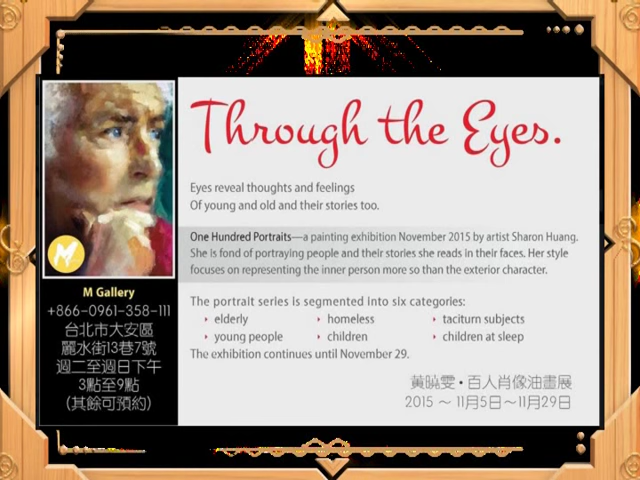 Through the Eyes.
Eyes reveal thoughts and feelings
Of young and old and their stories too.
One Hundred Portraits—a painting exhibition November 2015 by artist Sharon Huang.
She is fond of portraying people and their stories she reads in their faces. Her style
focuses on representing the inner person more so than the exterior character.
The portrait series is segmented into six categories:
‣ elderly ‣ homeless ‣ taciturn subjects
‣ young people ‣ children ‣ children at sleep
The exhibition continues until November 29.
黃曉雯•百人肖像油畫展
2015 ~ 11月5日~11月29日
M
M Gallery
+866-0961-358-111
台北市大安區
麗水街13巷7號
週二至週日下午
3點至9點
(其餘可預約)